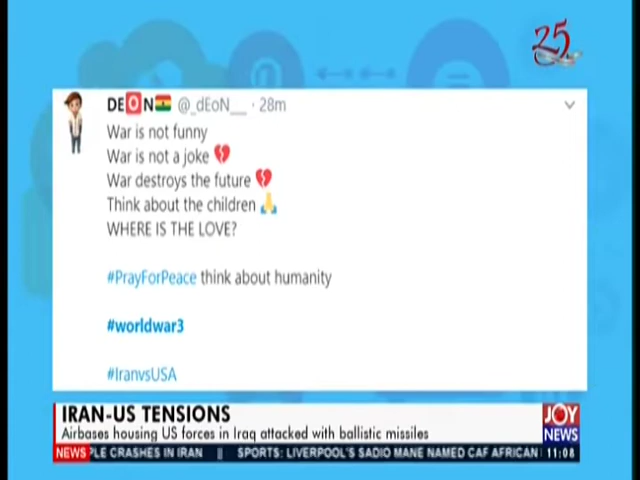 25
DE🅾N🇬🇭 @_dEoN__ · 28m
War is not funny
War is not a joke 💔
War destroys the future 💔
Think about the children 🙏
WHERE IS THE LOVE?
#PrayForPeace think about humanity
#worldwar3
#IranvsUSA
IRAN-US TENSIONS
Airbases housing US forces in Iraq attacked with ballistic missiles
JOY
NEWS
NEWS PLE CRASHES IN IRAN || SPORTS: LIVERPOOL'S SADIO MANE NAMED CAF AFRICAN 11:08